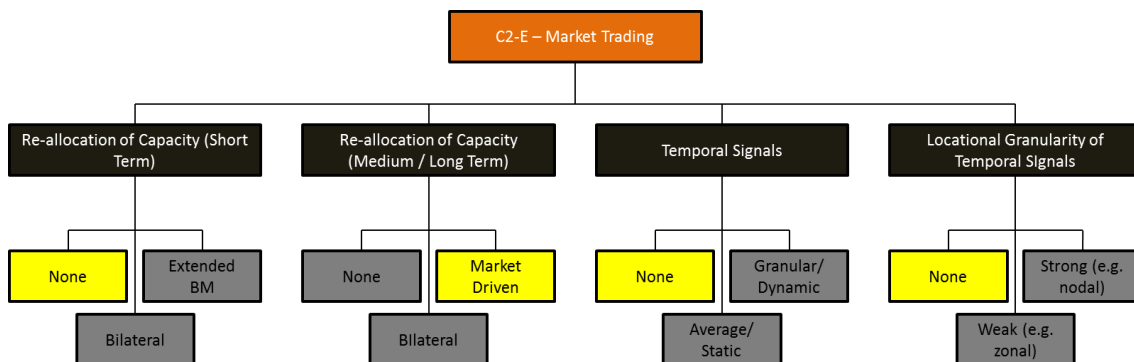 C2-E – Market Trading
Re-allocation of Capacity (Short
Term)
Re-allocation of Capacity
(Medium / Long Term)
Temporal Signals
Locational Granularity of
Temporal SIgnals
None
Extended
BM
Bilateral
None
Market
Driven
BIlateral
None
Granular/
Dynamic
Average/
Static
None
Strong (e.g.
nodal)
Weak (e.g.
zonal)